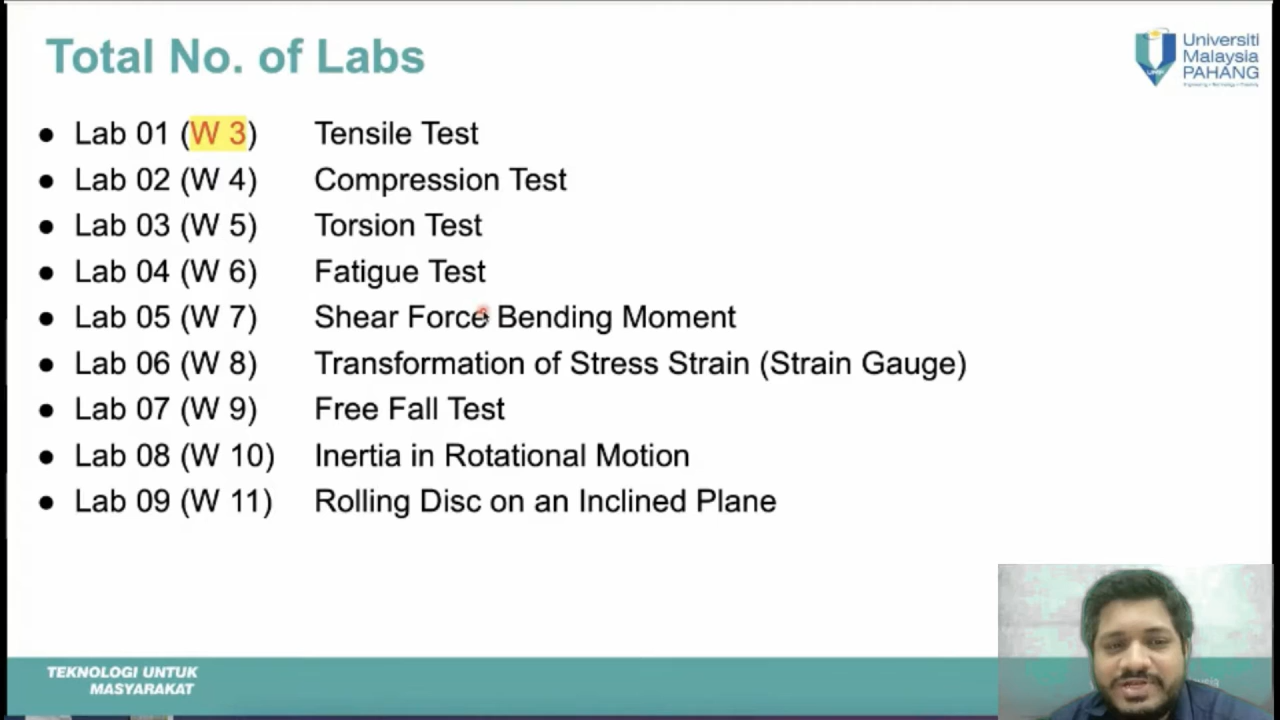 Total No. of Labs
Universiti
Malaysia
PAHANG
● Lab 01 (W 3) Tensile Test
● Lab 02 (W 4) Compression Test
● Lab 03 (W 5) Torsion Test
● Lab 04 (W 6) Fatigue Test
● Lab 05 (W 7) Shear Force Bending Moment
● Lab 06 (W 8) Transformation of Stress Strain (Strain Gauge)
● Lab 07 (W 9) Free Fall Test
● Lab 08 (W 10) Inertia in Rotational Motion
● Lab 09 (W 11) Rolling Disc on an Inclined Plane
TEKNOLOGI UNTUK
MASYARAKAT